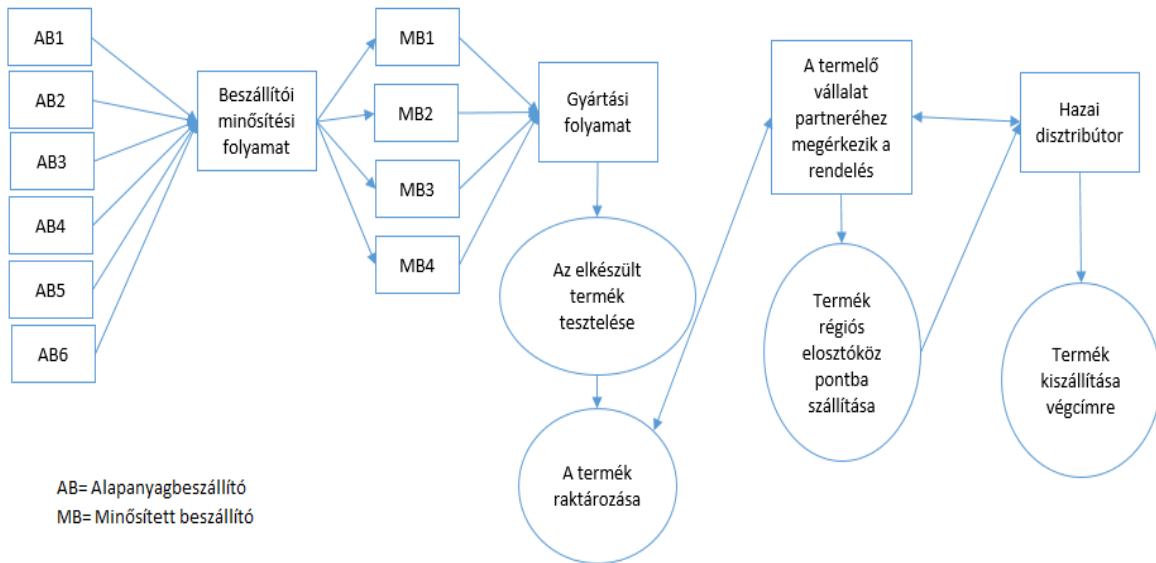 AB1
AB2
AB3
AB4
AB5
AB6
Beszállítói
minősítési
folyamat
MB1
MB2
MB3
MB4
Gyártási
folyamat
Az elkészült
termék
tesztelése
A termék
raktározása
A termelő
vállalat
partneréhez
megérkezik a
rendelés
Termék
régiós
elosztóköz
pontba
szállítása
Hazai
disztribútor
Termék
kiszállítása
végcímre
AB= Alapanyagbeszállító
MB= Minősített beszállító